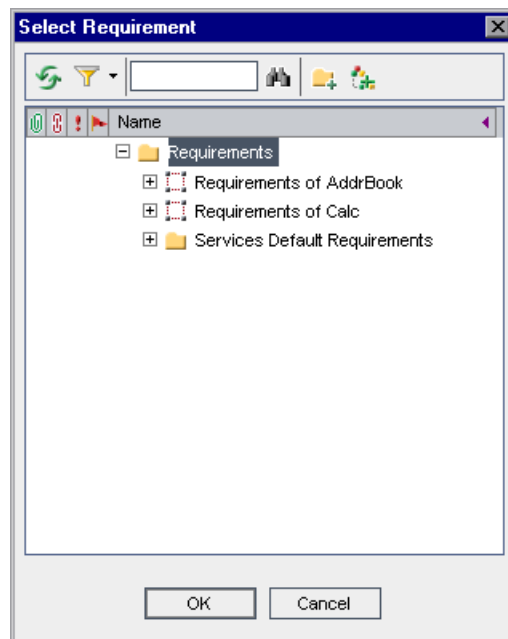 Select Requirement
Name
Requirements
Requirements of AddrBook
Requirements of Calc
Services Default Requirements
OK Cancel